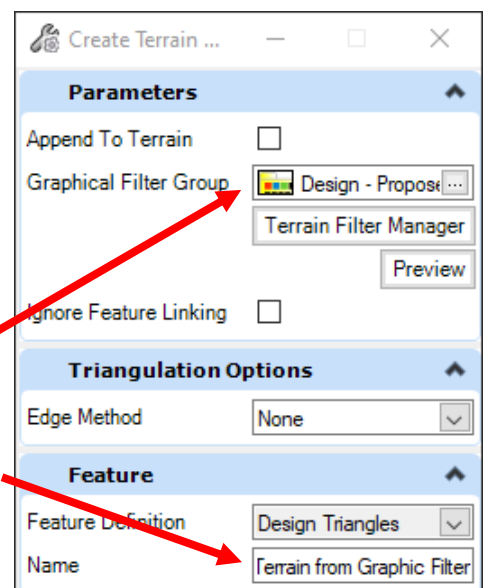 Create Terrain ...
Parameters
Append To Terrain
Graphical Filter Group Design - Propose ...
Terrain Filter Manager
Preview
Ignore Feature Linking
Triangulation Options
Edge Method None
Feature
Feature Definition Design Triangles
Name Terrain from Graphic Filter